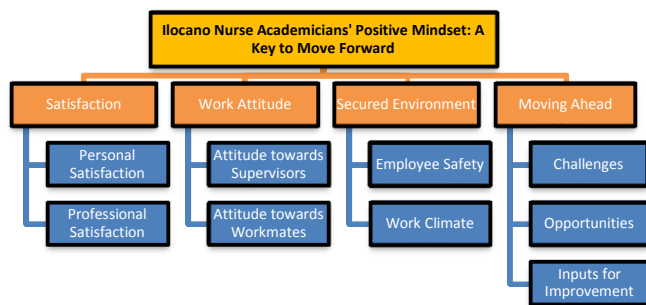 Ilocano Nurse Academicians' Positive Mindset: A
Key to Move Forward
Satisfaction
Work Attitude
Secured Environment
Moving Ahead
Personal
Satisfaction
Attitude towards
Supervisors
Employee Safety
Challenges
Professional
Satisfaction
Attitude towards
Workmates
Work Climate
Opportunities
Inputs for
Improvement